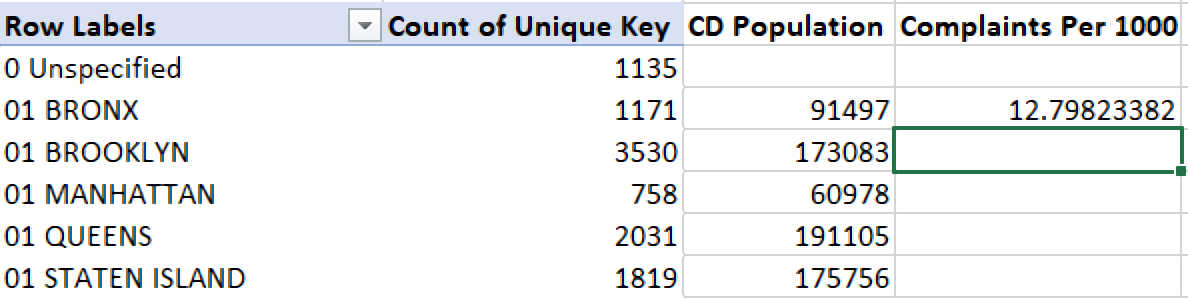 Row Labels Count of Unique Key CD Population Complaints Per 1000
0 Unspecified 1135
01 BRONX 1171 91497 12.79823382
01 BROOKLYN 3530 173083
01 MANHATTAN 758 60978
01 QUEENS 2031 191105
01 STATEN ISLAND 1819 175756